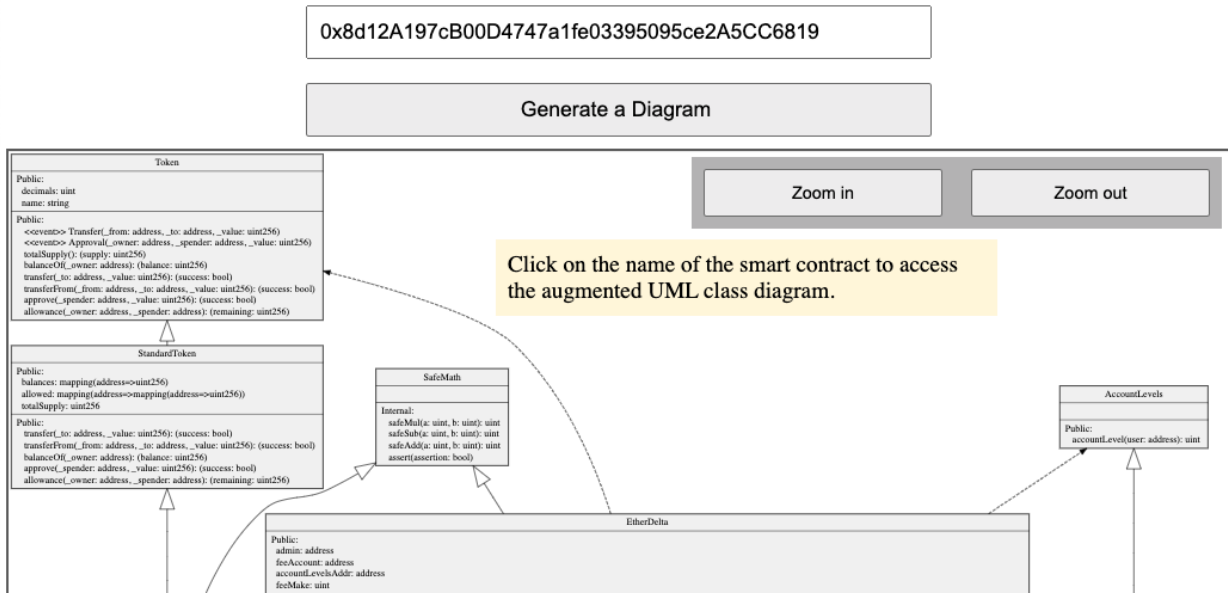 0x8d12A197cB00D4747a1fe03395095ce2A5CC6819
Generate a Diagram
Zoom in
Zoom out
Click on the name of the smart contract to access
the augmented UML class diagram.
Token
Public:
decimals: uint
name: string
Public:
<<event>> Transfer(_from: address, _to: address, _value: uint256)
<<event>> Approval(_owner: address, _spender: address, _value: uint256)
totalSupply(): (supply: uint256)
balanceOf(_owner: address): (balance: uint256)
transfer(_to: address, _value: uint256): (success: bool)
transferFrom(_from: address, _to: address, _value: uint256): (success: bool)
approve(_spender: address, _value: uint256): (success: bool)
allowance(_owner: address, _spender: address): (remaining: uint256)
StandardToken
Public:
balances: mapping(address=>uint256)
allowed: mapping(address=>mapping(address=>uint256))
totalSupply: uint256
Public:
transfer(_to: address, _value: uint256): (success: bool)
transferFrom(_from: address, _to: address, _value: uint256): (success: bool)
balanceOf(_owner: address): (balance: uint256)
approve(_spender: address, _value: uint256): (success: bool)
allowance(_owner: address, _spender: address): (remaining: uint256)
SafeMath
Internal:
safeMul(a: uint, b: uint): uint
safeSub(a: uint, b: uint): uint
safeAdd(a: uint, b: uint): uint
assert(assertion: bool)
AccountLevels
Public:
accountLevel(user: address): uint
EtherDelta
Public:
admin: address
feeAccount: address
accountLevelsAddr: address
feeMake: uint